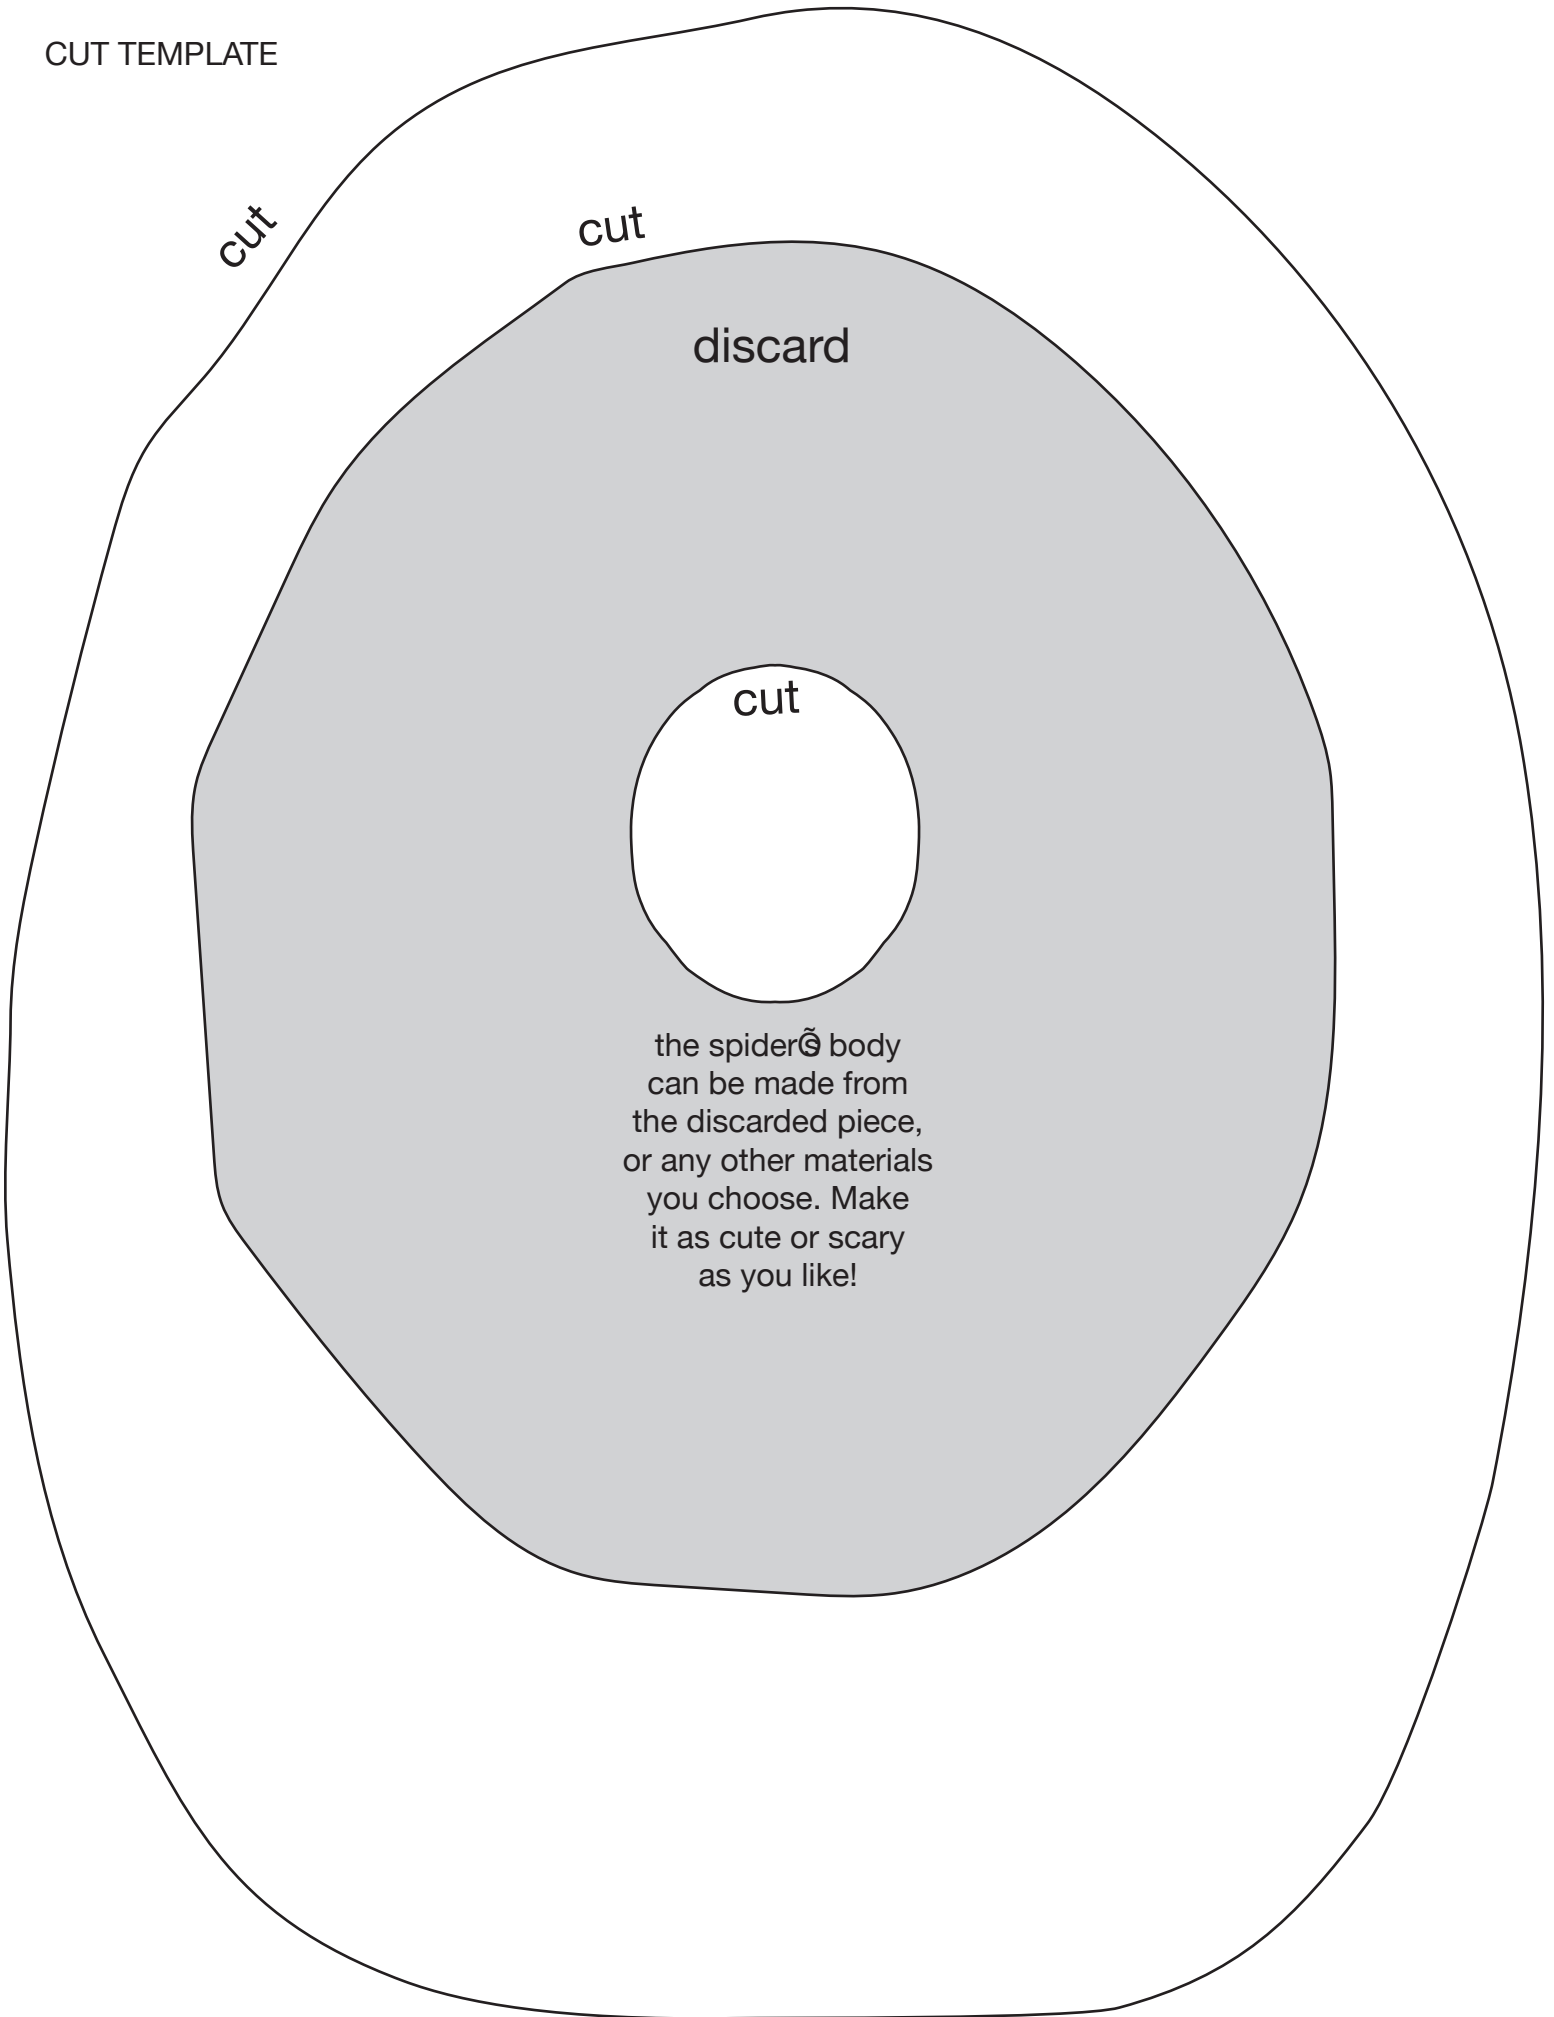 CUT TEMPLATE
cut
cut
discard
cut
the spiderÕs body
can be made from
the discarded piece,
or any other materials
you choose. Make
it as cute or scary
as you like!